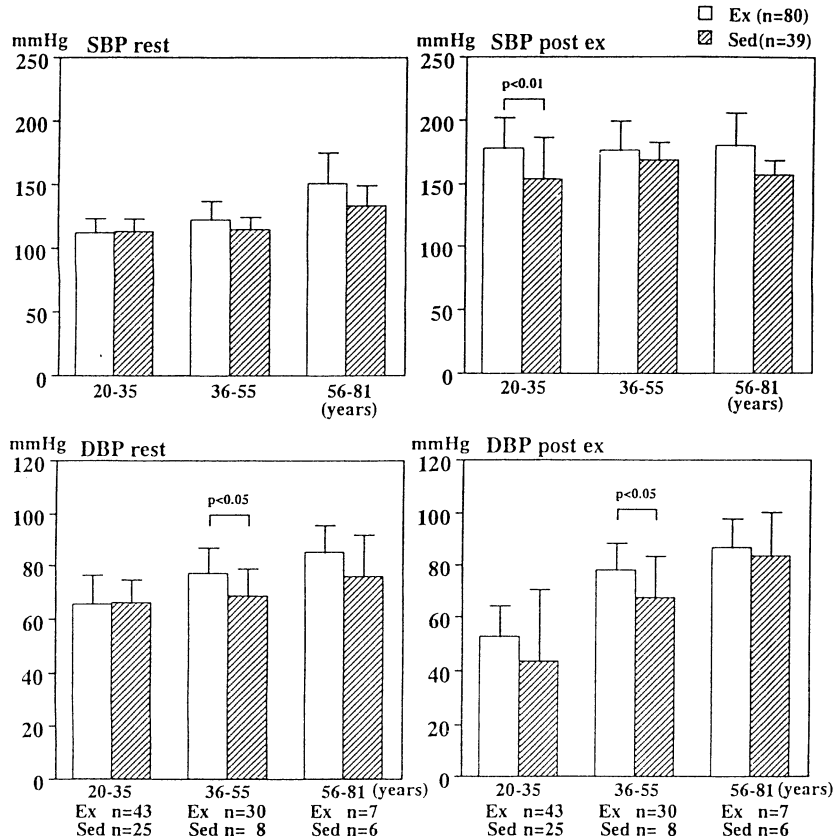 Ex (n=80)
Sed(n=39)
mmHg SBP rest
250
200
150
100
50
0
20-35 36-55 56-81
(years)
mmHg SBP post ex
250
200
150
100
50
0
p<0.01
20-35 36-55 56-81
(years)
mmHg DBP rest
120
100
80
60
40
20
0
p<0.05
20-35 36-55 56-81 (years)
Ex n=43 Ex n=30 Ex n=7
Sed n=25 Sed n= 8 Sed n=6
mmHg DBP post ex
120
100
80
60
40
20
0
p<0.05
20-35 36-55 56-81 (years)
Ex n=43 Ex n=30 Ex n=7
Sed n=25 Sed n= 8 Sed n=6